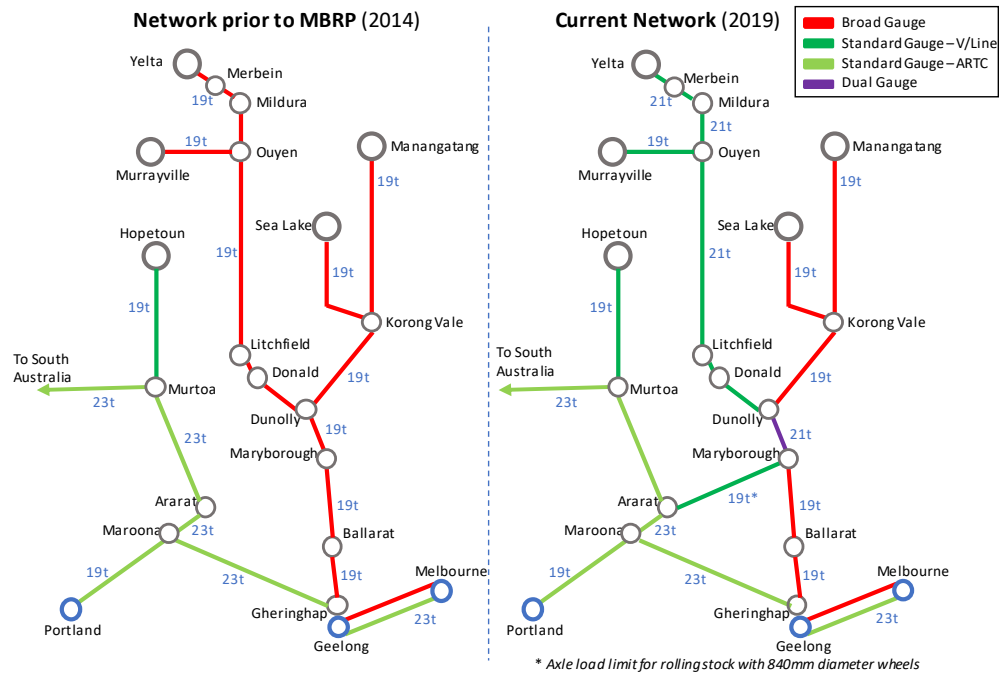 Network prior to MBRP (2014)
Yelta
Merbein
19t
Mildura
19t
Ouyen
Murrayville
Manangatang
19t
Sea Lake
Hopetoun
19t
19t
19t
Korong Vale
To South
Australia
23t
Murtoa
Litchfield
Donald
19t
Dunolly
19t
23t
Maryborough
Ararat
19t
Maroona
23t
Ballarat
19t
23t
19t
Melbourne
Gheringhap
23t
Portland
Geelong
Current Network (2019)
Broad Gauge
Standard Gauge – V/Line
Standard Gauge – ARTC
Dual Gauge
Yelta
Merbein
21t
Mildura
21t
19t
Ouyen
Murrayville
Manangatang
19t
Sea Lake
Hopetoun
21t
19t
19t
Korong Vale
To South
Australia
23t
Murtoa
Litchfield
Donald
19t
Dunolly
21t
23t
Maryborough
Ararat
19t*
19t
Maroona
23t
Ballarat
19t
23t
19t
Melbourne
Gheringhap
23t
Portland
Geelong
* Axle load limit for rolling stock with 840mm diameter wheels